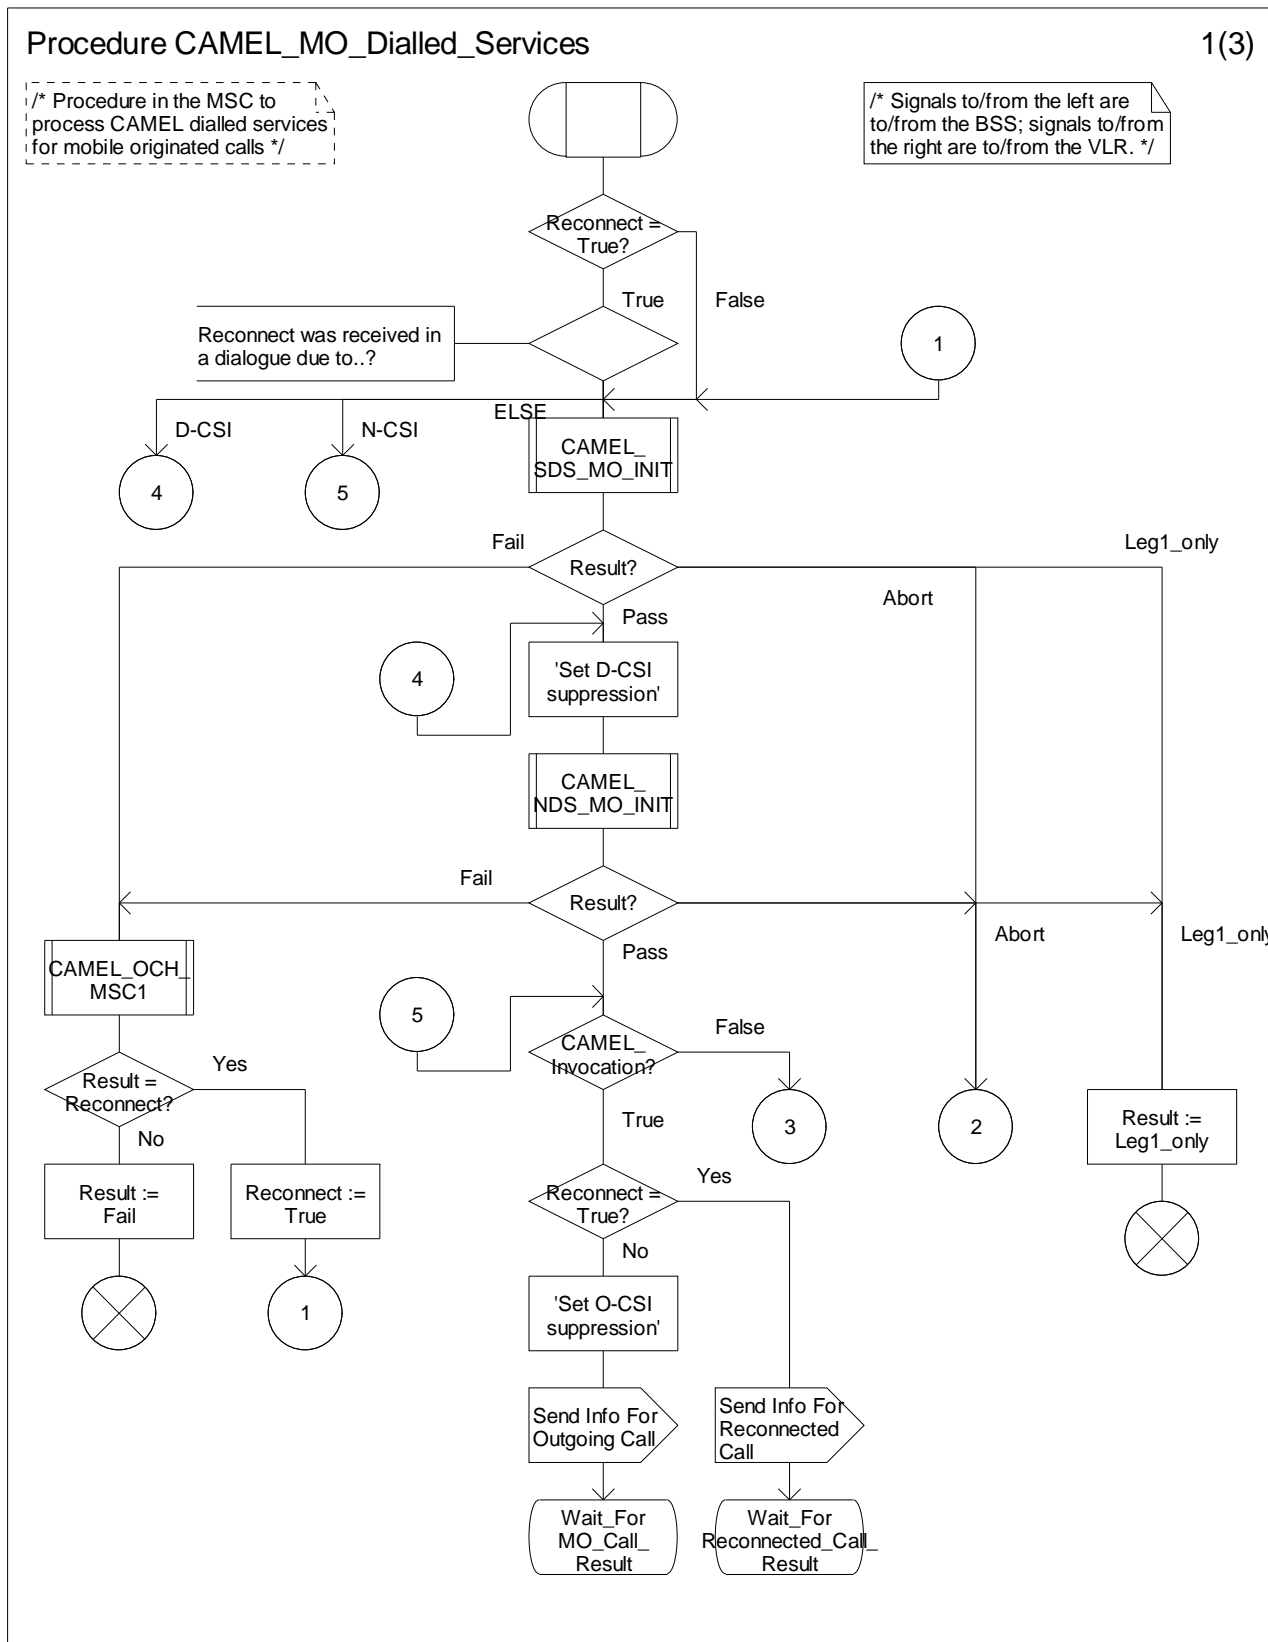 Procedure CAMEL_MO_Dialled_Services
1(3)
/* Procedure in the MSC to
process CAMEL dialled services
for mobile originated calls */
/* Signals to/from the left are
to/from the BSS; signals to/from
the right are to/from the VLR. */
Reconnect =
True?
True
False
Reconnect was received in
a dialogue due to..?
1
ELSE
D-CSI
N-CSI
CAMEL_
SDS_MO_INIT
4
5
Fail
Leg1_only
Result?
Abort
Pass
4
'Set D-CSI
suppression'
CAMEL_
NDS_MO_INIT
Fail
Result?
Abort
Leg1_only
Pass
CAMEL_OCH_
MSC1
5
False
CAMEL_
Invocation?
Yes
Result =
Reconnect?
True
3
2
Result :=
Leg1_only
No
Yes
Result :=
Fail
Reconnect :=
True
Reconnect =
True?
No
1
'Set O-CSI
suppression'
Send Info For
Outgoing Call
Send Info For
Reconnected
Call
Wait_For
MO_Call_
Result
Wait_For
Reconnected_Call_
Result